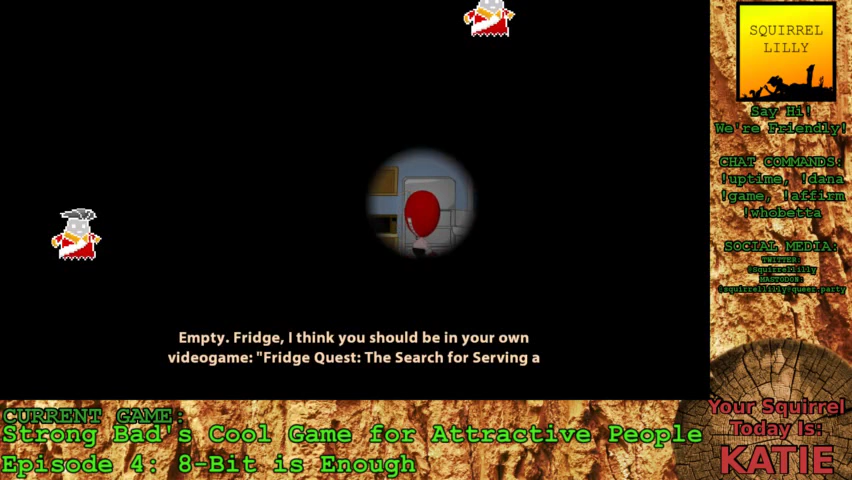 SQUIRREL
LILLY
Say Hi!
We're Friendly!
CHAT COMMANDS:
!uptime, !dana
!game, !affirm
!whobetta
SOCIAL MEDIA:
TWITTER:
@Squirrellilly
MASTODON:
@squirrellilly@queer.party
Empty. Fridge, I think you should be in your own
videogame: "Fridge Quest: The Search for Serving a
CURRENT GAME:
Strong Bad's Cool Game for Attractive People
Episode 4: 8-Bit is Enough
Your Squirrel
Today Is:
KATIE